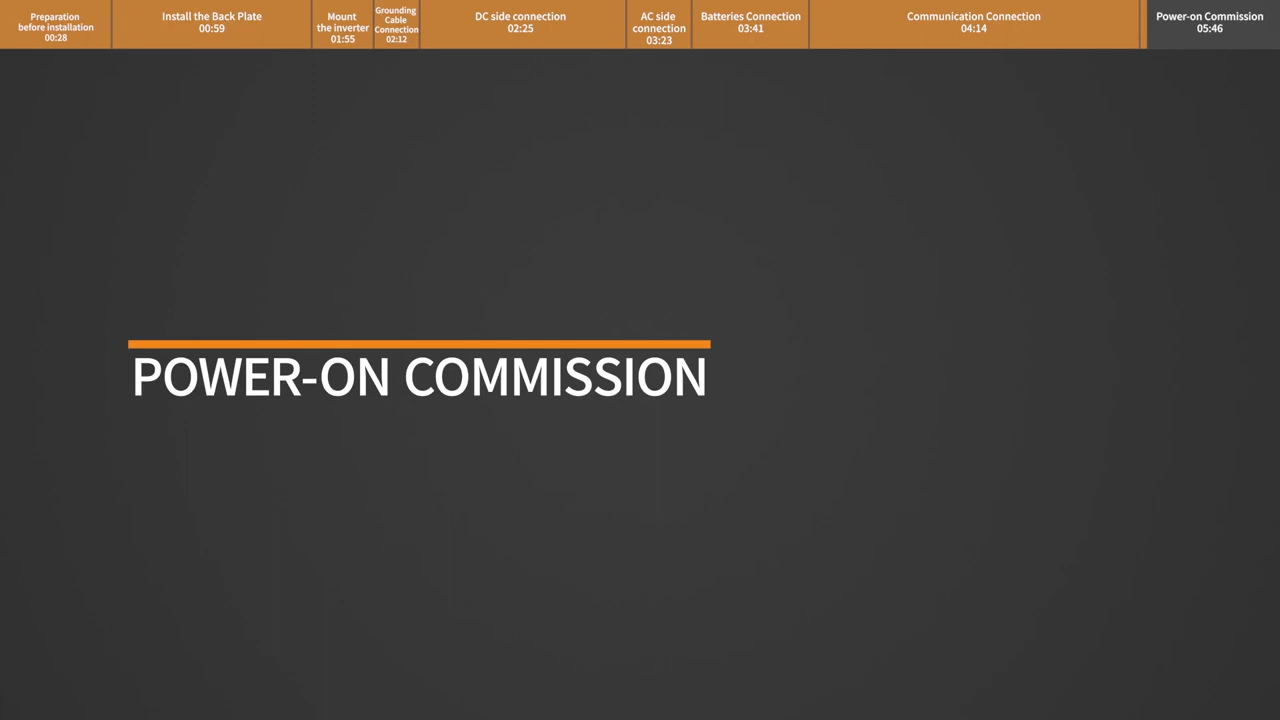 Preparation
before installation
00:28
Install the Back Plate
00:59
Mount
the inverter
01:55
Grounding
Cable
Connection
02:12
DC side connection
02:25
AC side
connection
03:23
Batteries Connection
03:41
Communication Connection
04:14
Power-on Commission
05:46
POWER-ON COMMISSION